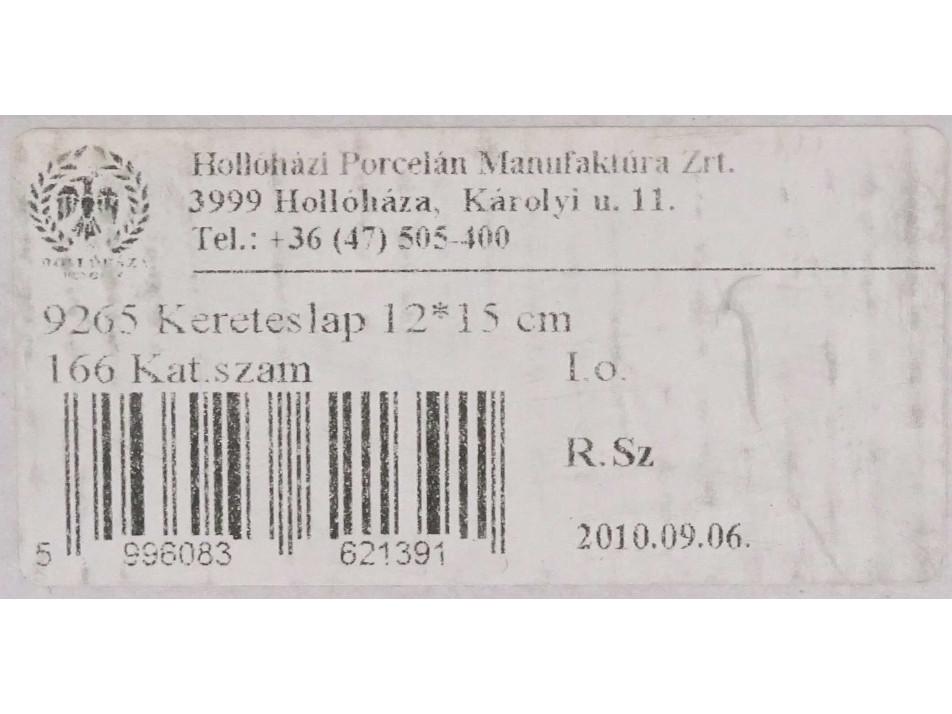 Hollóházi Porcelán Manufaktúra Zrt.
3999 Hollóháza, Károlyi u. 11.
Tel.: +36 (47) 505-400
9265 Kereteslap 12*15 cm
166 Kat.szam
I.o.
R.Sz
2010.09.06.
5 996083 621391